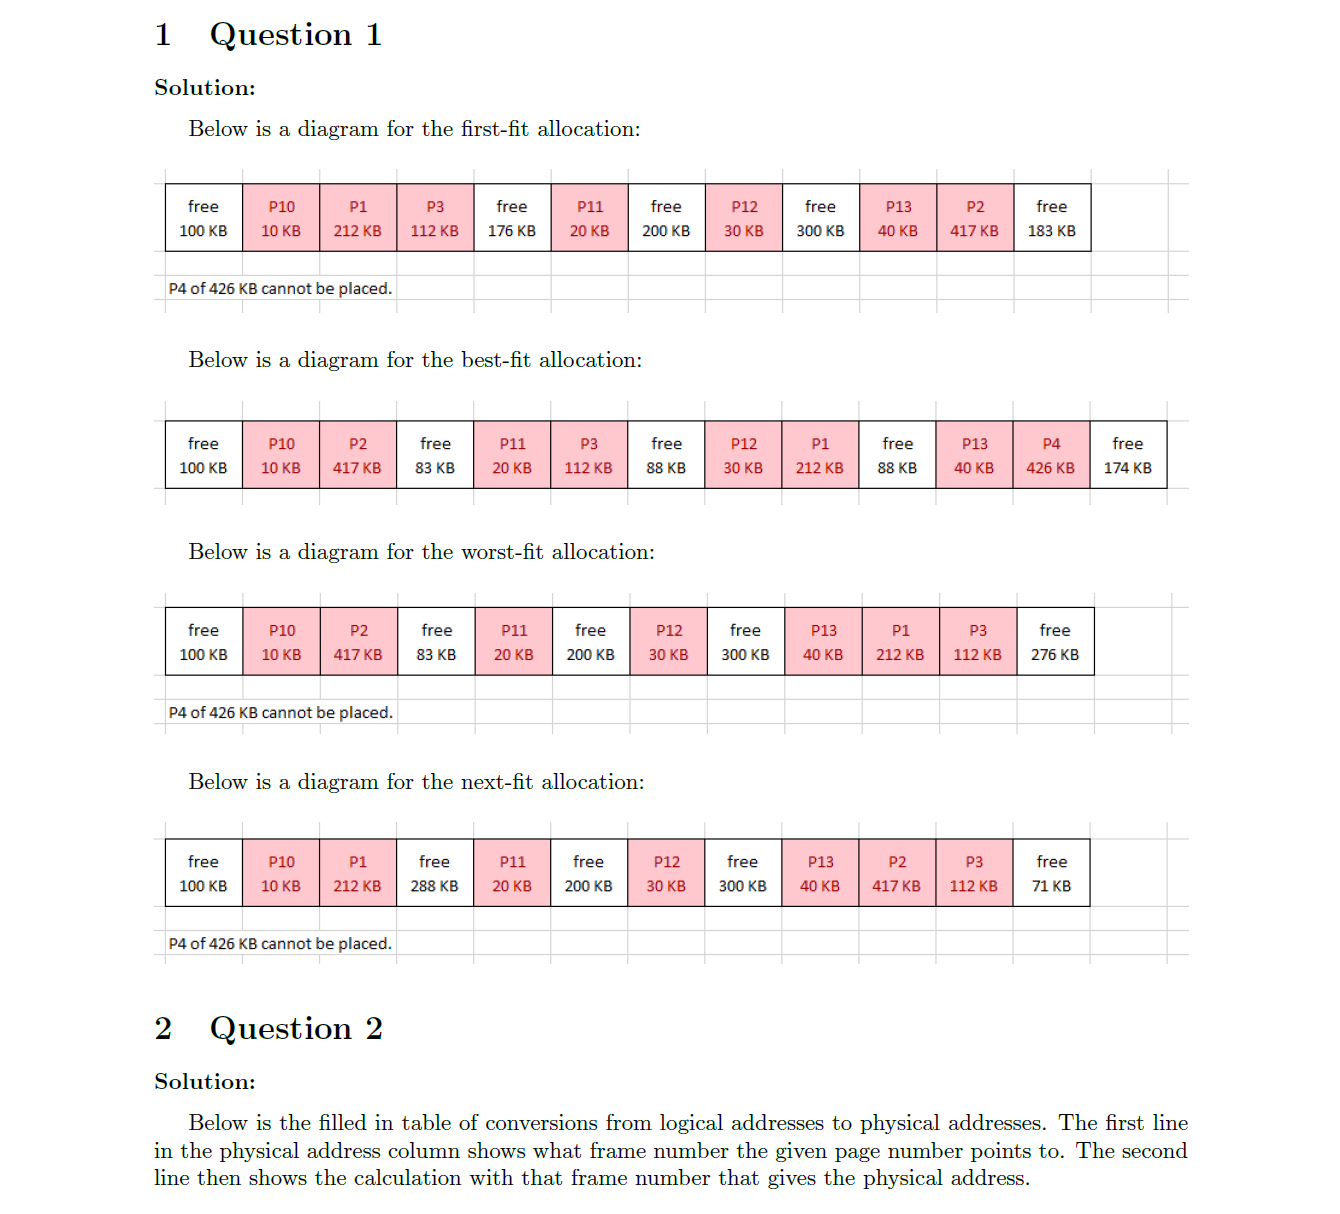 1 Question 1
Solution:
Below is a diagram for the first-fit allocation:
free P10 P1 P3 free P11 free P12 free P13 P2 free
100 KB 10 KB 212 KB 112 KB 176 KB 20 KB 200 KB 30 KB 300 KB 40 KB 417 KB 183 KB
P4 of 426 KB cannot be placed.
Below is a diagram for the best-fit allocation:
free P10 P2 free P11 P3 free P12 P1 free P13 P4 free
100 KB 10 KB 417 KB 83 KB 20 KB 112 KB 88 KB 30 KB 212 KB 88 KB 40 KB 426 KB 174 KB
Below is a diagram for the worst-fit allocation:
free P10 P2 free P11 free P12 free P13 P1 P3 free
100 KB 10 KB 417 KB 83 KB 20 KB 200 KB 30 KB 300 KB 40 KB 212 KB 112 KB 276 KB
P4 of 426 KB cannot be placed.
Below is a diagram for the next-fit allocation:
free P10 P1 free P11 free P12 free P13 P2 P3 free
100 KB 10 KB 212 KB 288 KB 20 KB 200 KB 30 KB 300 KB 40 KB 417 KB 112 KB 71 KB
P4 of 426 KB cannot be placed.
2 Question 2
Solution:
Below is the filled in table of conversions from logical addresses to physical addresses. The first line
in the physical address column shows what frame number the given page number points to. The second
line then shows the calculation with that frame number that gives the physical address.